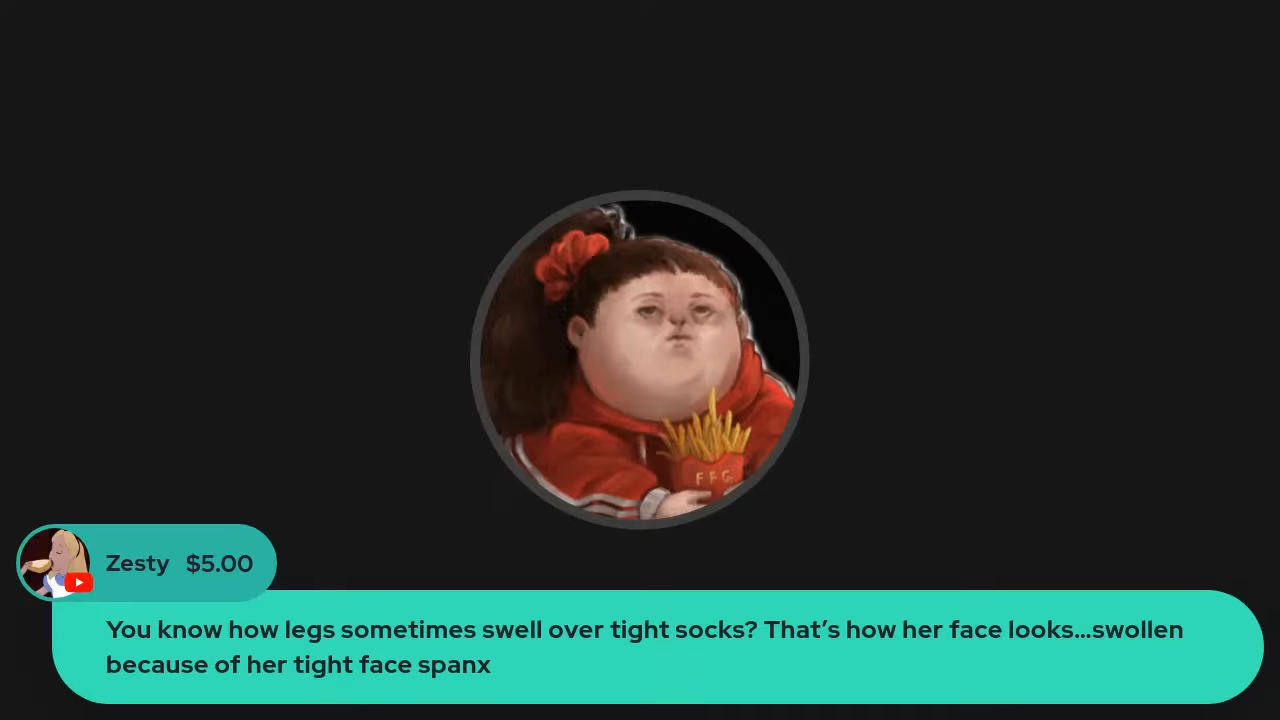 FFG
Zesty $5.00
You know how legs sometimes swell over tight socks? That's how her face looks...swollen
because of her tight face spanx